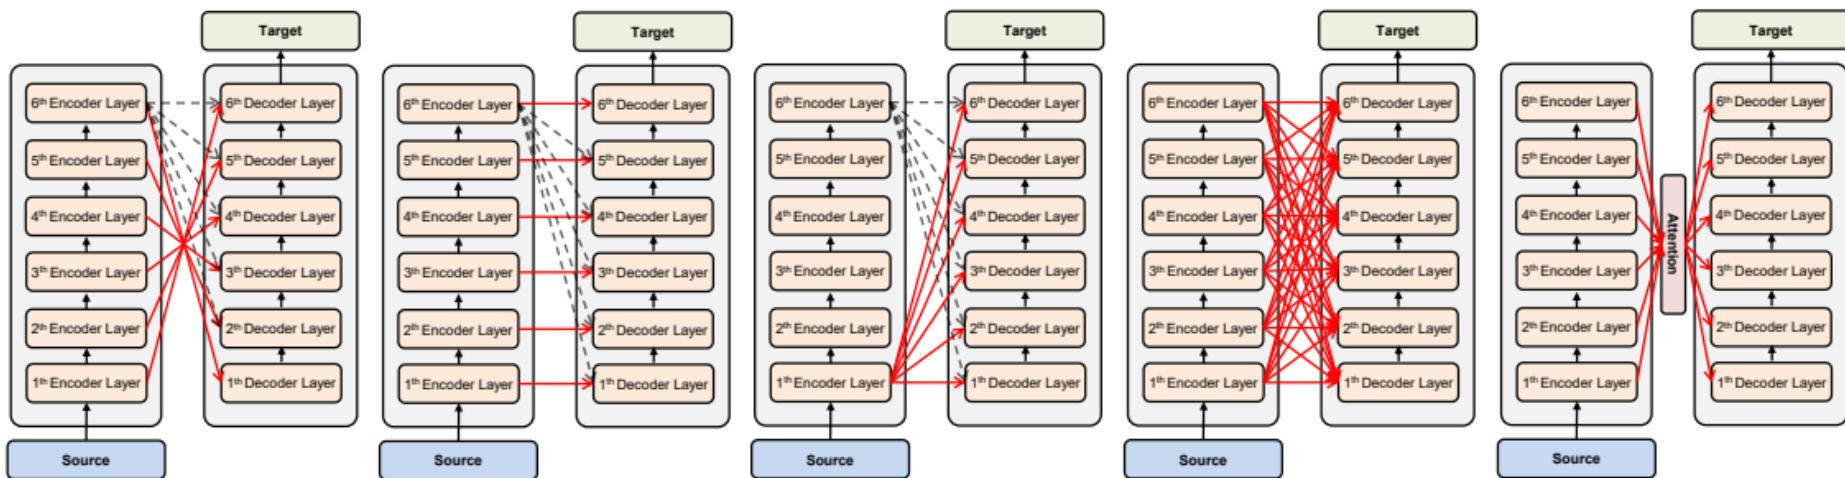 Target
6th Encoder Layer
5th Encoder Layer
4th Encoder Layer
3th Encoder Layer
2th Encoder Layer
1th Encoder Layer
6th Decoder Layer
5th Decoder Layer
4th Decoder Layer
3th Decoder Layer
2th Decoder Layer
1th Decoder Layer
Source
Target
6th Encoder Layer
5th Encoder Layer
4th Encoder Layer
3th Encoder Layer
2th Encoder Layer
1th Encoder Layer
6th Decoder Layer
5th Decoder Layer
4th Decoder Layer
3th Decoder Layer
2th Decoder Layer
1th Decoder Layer
Source
Target
6th Encoder Layer
5th Encoder Layer
4th Encoder Layer
3th Encoder Layer
2th Encoder Layer
1th Encoder Layer
6th Decoder Layer
5th Decoder Layer
4th Decoder Layer
3th Decoder Layer
2th Decoder Layer
1th Decoder Layer
Source
Target
6th Encoder Layer
5th Encoder Layer
4th Encoder Layer
3th Encoder Layer
2th Encoder Layer
1th Encoder Layer
6th Decoder Layer
5th Decoder Layer
4th Decoder Layer
3th Decoder Layer
2th Decoder Layer
1th Decoder Layer
Source
Target
6th Encoder Layer
5th Encoder Layer
4th Encoder Layer
3th Encoder Layer
2th Encoder Layer
1th Encoder Layer
Attention
6th Decoder Layer
5th Decoder Layer
4th Decoder Layer
3th Decoder Layer
2th Decoder Layer
1th Decoder Layer
Source